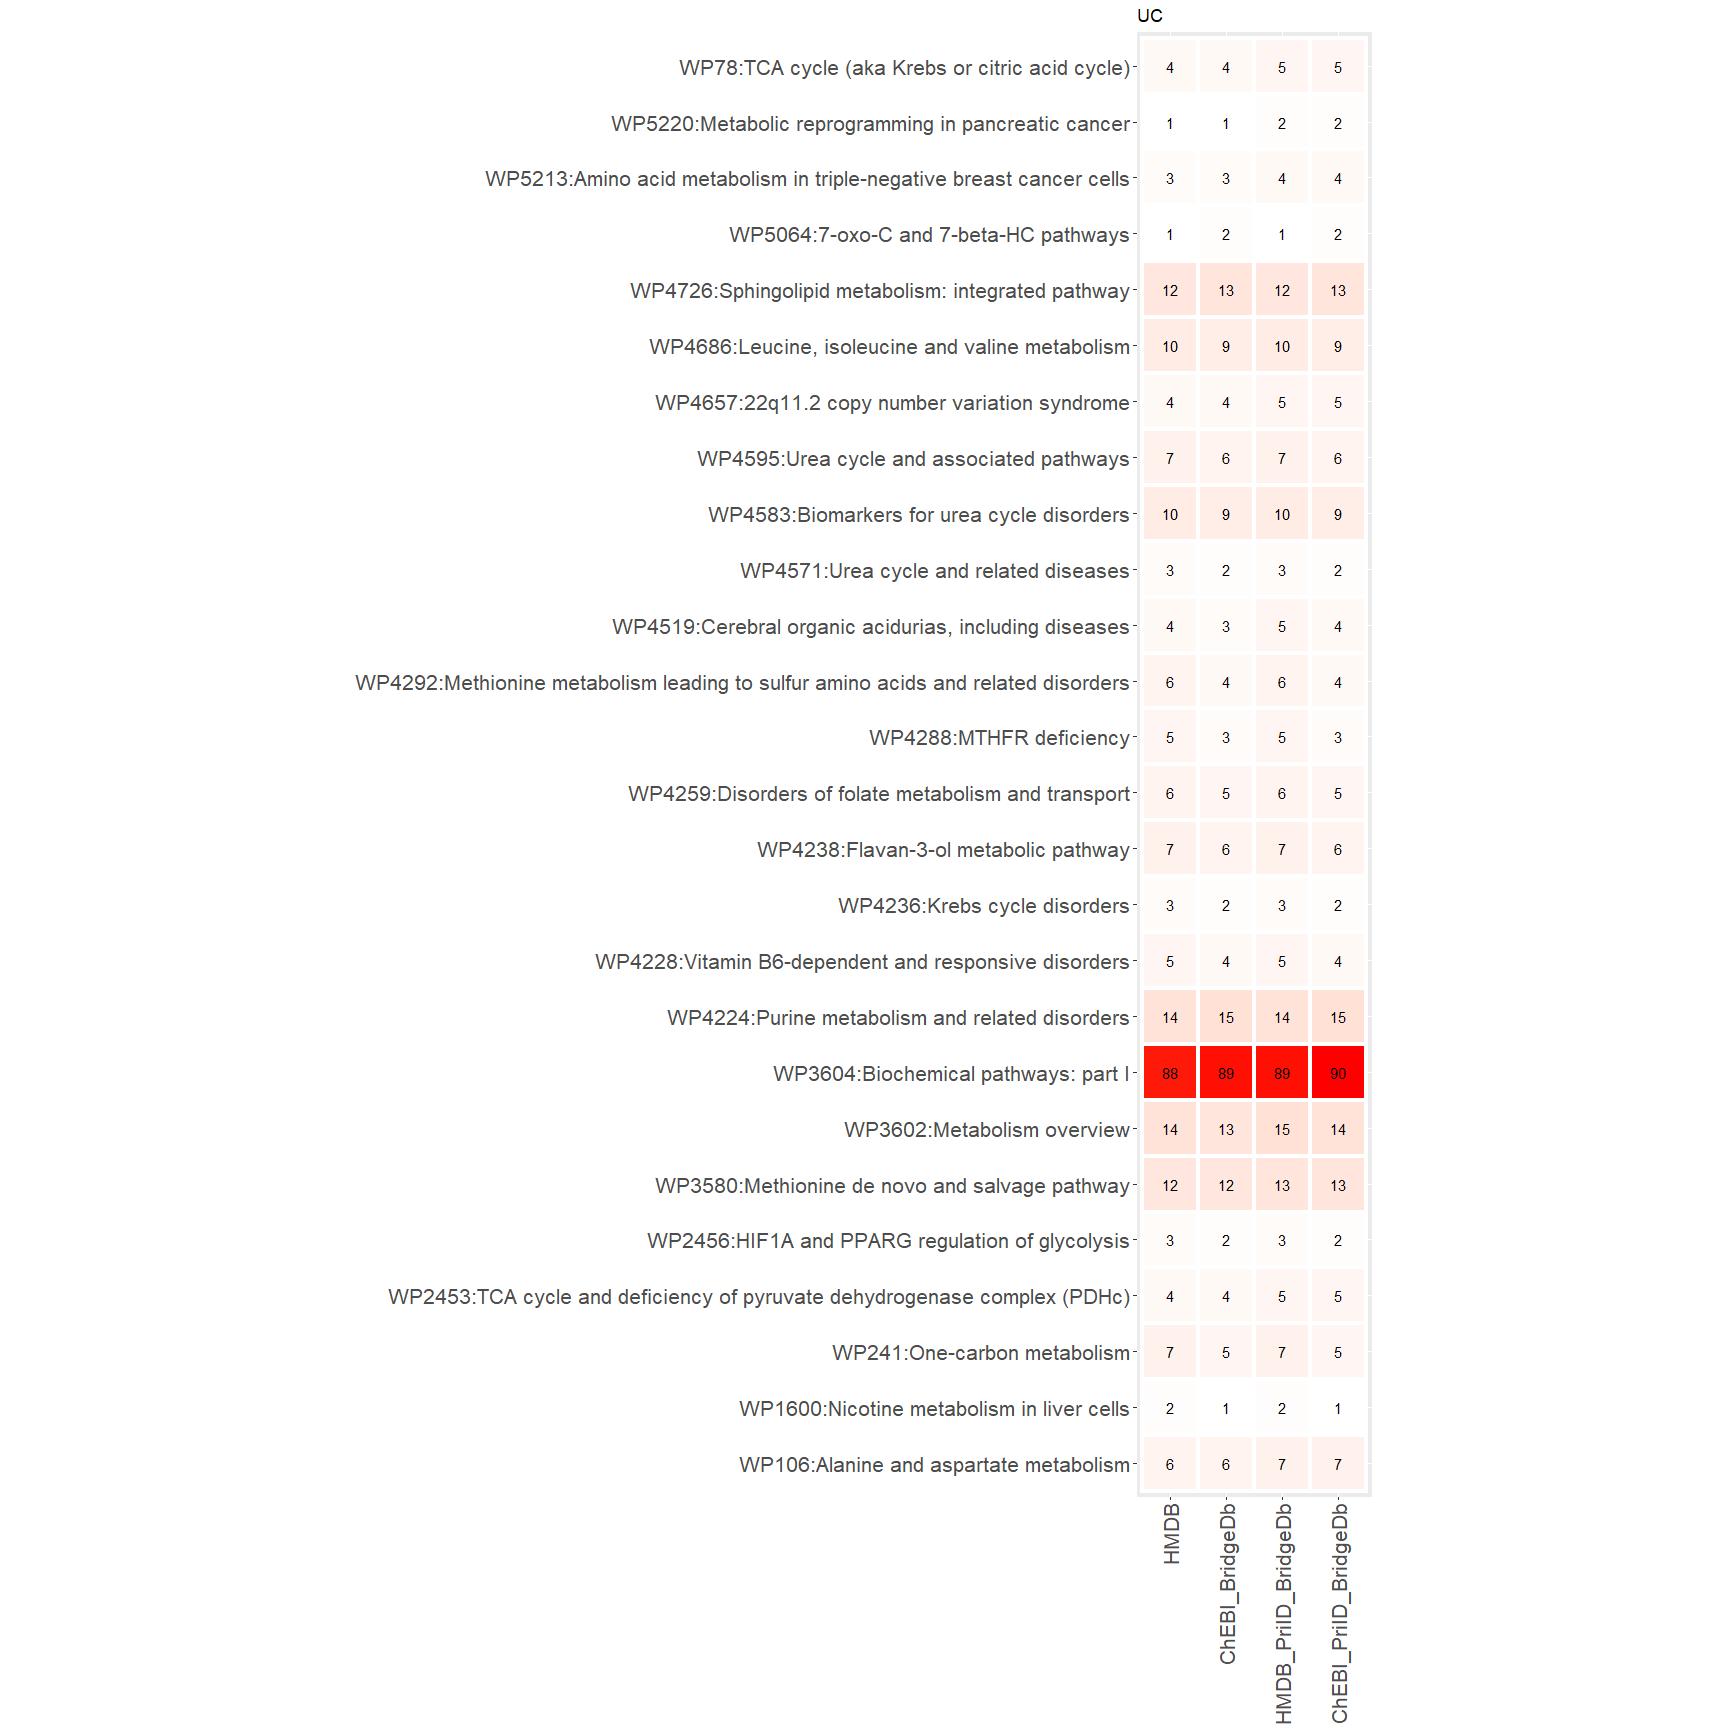 UC
WP78:TCA cycle (aka Krebs or citric acid cycle) 4 4 5 5
WP5220:Metabolic reprogramming in pancreatic cancer 1 1 2 2
WP5213:Amino acid metabolism in triple-negative breast cancer cells 3 3 4 4
WP5064:7-oxo-C and 7-beta-HC pathways 1 2 1 2
WP4726:Sphingolipid metabolism: integrated pathway 12 13 12 13
WP4686:Leucine, isoleucine and valine metabolism 10 9 10 9
WP4657:22q11.2 copy number variation syndrome 4 4 5 5
WP4595:Urea cycle and associated pathways 7 6 7 6
WP4583:Biomarkers for urea cycle disorders 10 9 10 9
WP4571:Urea cycle and related diseases 3 2 3 2
WP4519:Cerebral organic acidurias, including diseases 4 3 5 4
WP4292:Methionine metabolism leading to sulfur amino acids and related disorders 6 4 6 4
WP4288:MTHFR deficiency 5 3 5 3
WP4259:Disorders of folate metabolism and transport 6 5 6 5
WP4238:Flavan-3-ol metabolic pathway 7 6 7 6
WP4236:Krebs cycle disorders 3 2 3 2
WP4228:Vitamin B6-dependent and responsive disorders 5 4 5 4
WP4224:Purine metabolism and related disorders 14 15 14 15
WP3604:Biochemical pathways: part I 88 89 89 90
WP3602:Metabolism overview 14 13 15 14
WP3580:Methionine de novo and salvage pathway 12 12 13 13
WP2456:HIF1A and PPARG regulation of glycolysis 3 2 3 2
WP2453:TCA cycle and deficiency of pyruvate dehydrogenase complex (PDHc) 4 4 5 5
WP241:One-carbon metabolism 7 5 7 5
WP1600:Nicotine metabolism in liver cells 2 1 2 1
WP106:Alanine and aspartate metabolism 6 6 7 7
HMDB
ChEBI_BridgeDb
HMDB_PriID_BridgeDb
ChEBI_PriID_BridgeDb